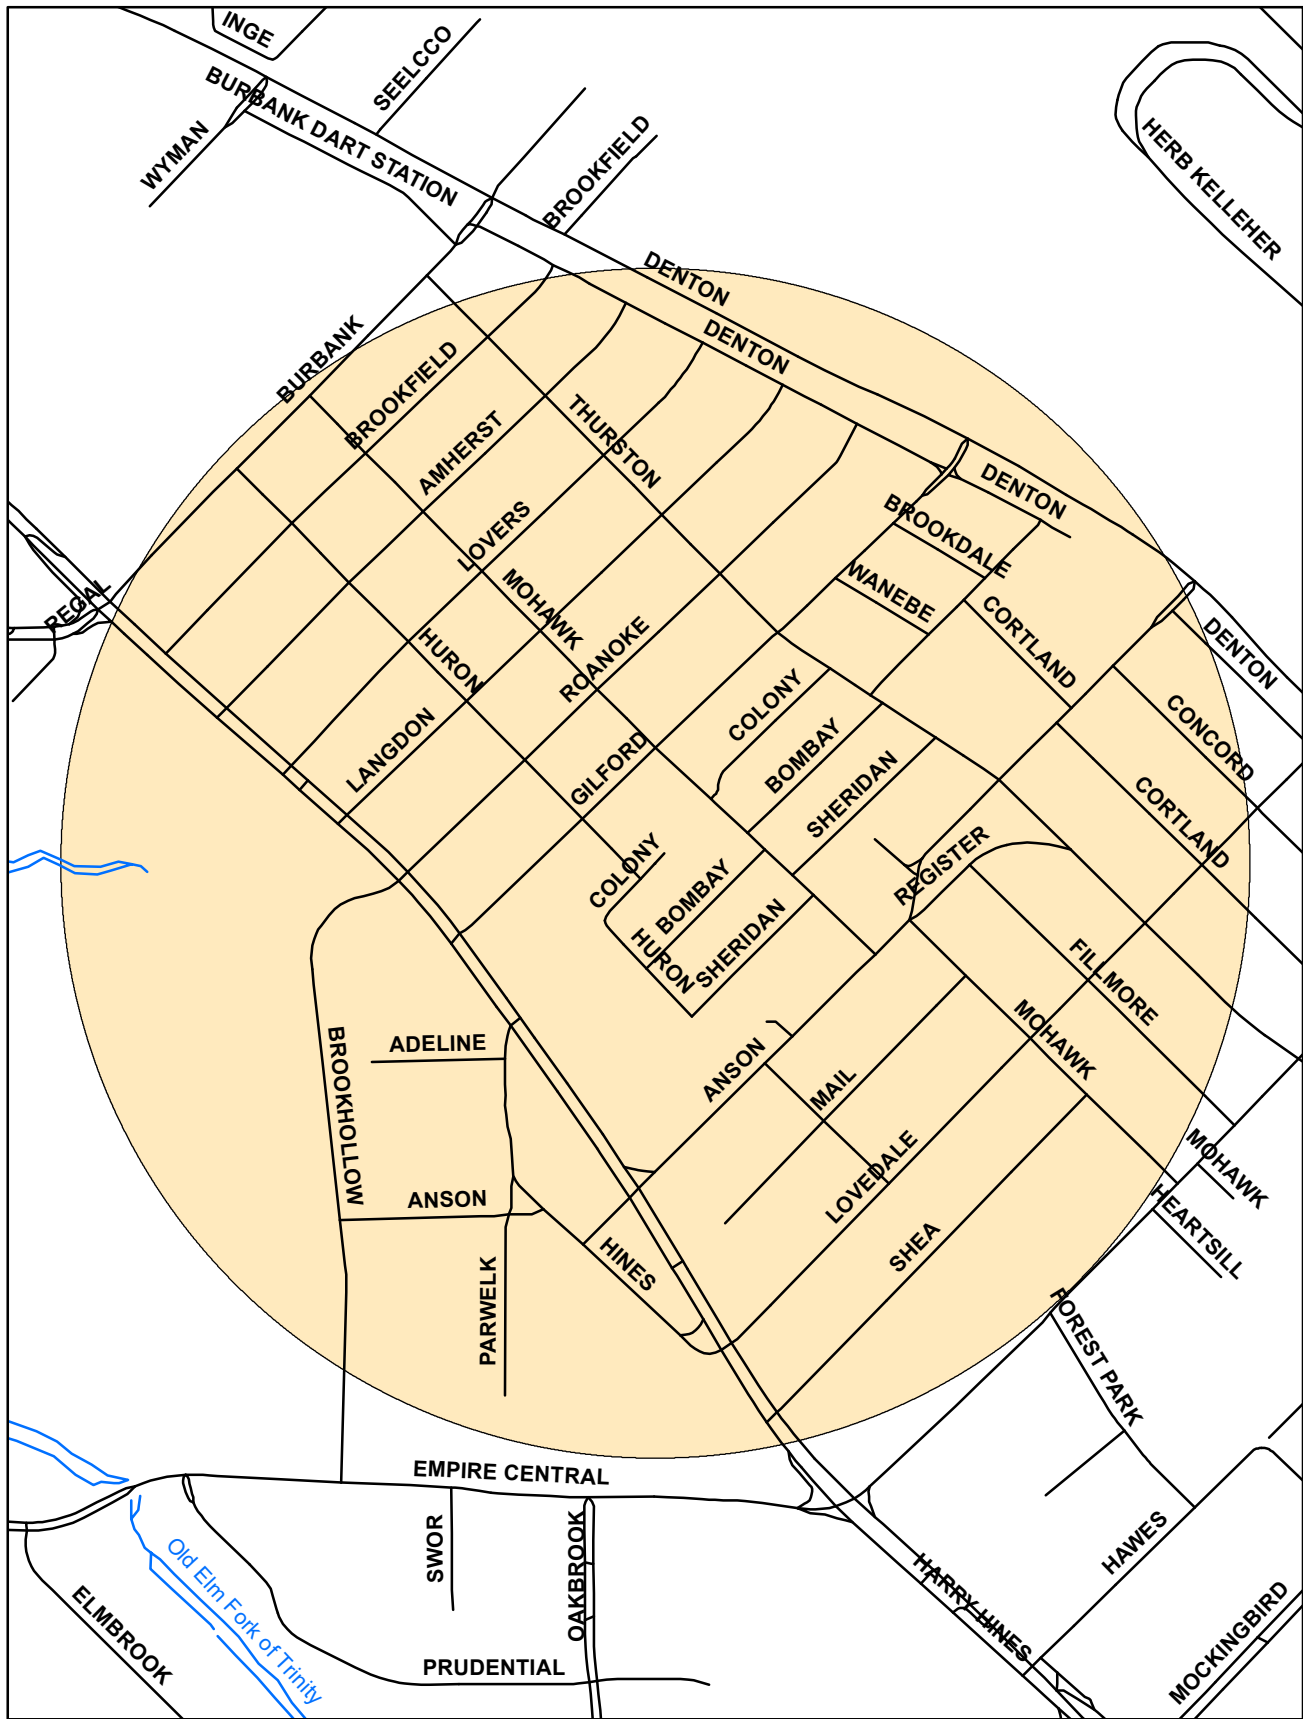 INGE
SEELCCO
BURBANK DART STATION
WYMAN
BROOKFIELD
HERB KELLEHER
DENTON
DENTON
BURBANK
BROOKFIELD
AMHERST
THURSTON
DENTON
LOVERS
BROOKDALE
WANEBE
REGAL
MOHAWK
CORTLAND
DENTON
HURON
ROANOKE
COLONY
CONCORD
LANGDON
GILFORD
BOMBAY
SHERIDAN
CORTLAND
COLONY
REGISTER
BOMBAY
HURON
SHERIDAN
FILLMORE
BROOKHOLLOW
ADELINE
ANSON
MAIL
MOHAWK
ANSON
LOVEDALE
MOHAWK
HEARTSILL
SHEA
HINES
PARWELK
FOREST PARK
EMPIRE CENTRAL
SWOR
OAKBROOK
HAWES
Old Elm Fork of Trinity
ELMBROOK
HARRY HINES
PRUDENTIAL
MOCKINGBIRD